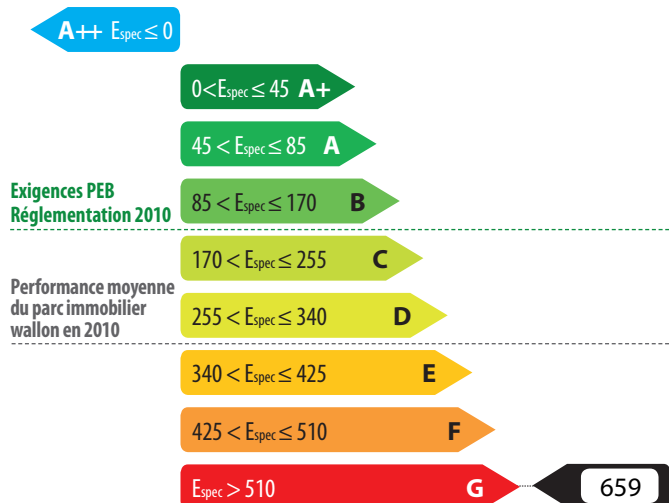 A++ Espec ≤ 0
0 < Espec ≤ 45 A+
45 < Espec ≤ 85 A
Exigences PEB
Réglementation 2010
85 < Espec ≤ 170 B
170 < Espec ≤ 255 C
Performance moyenne
du parc immobilier
wallon en 2010
255 < Espec ≤ 340 D
340 < Espec ≤ 425 E
425 < Espec ≤ 510 F
Espec > 510 G
659